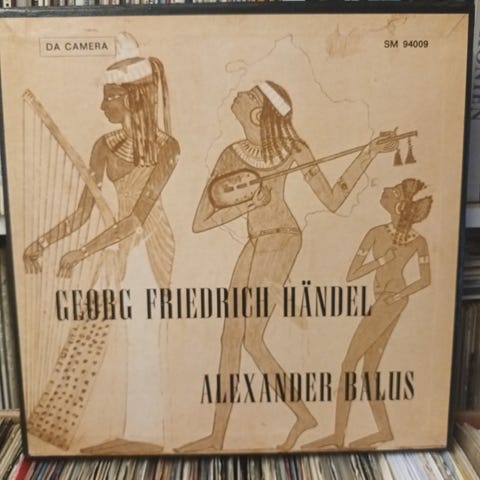 DA CAMERA
SM 94009
GEORG FRIEDRICH HÄNDEL
ALEXANDER BALUS